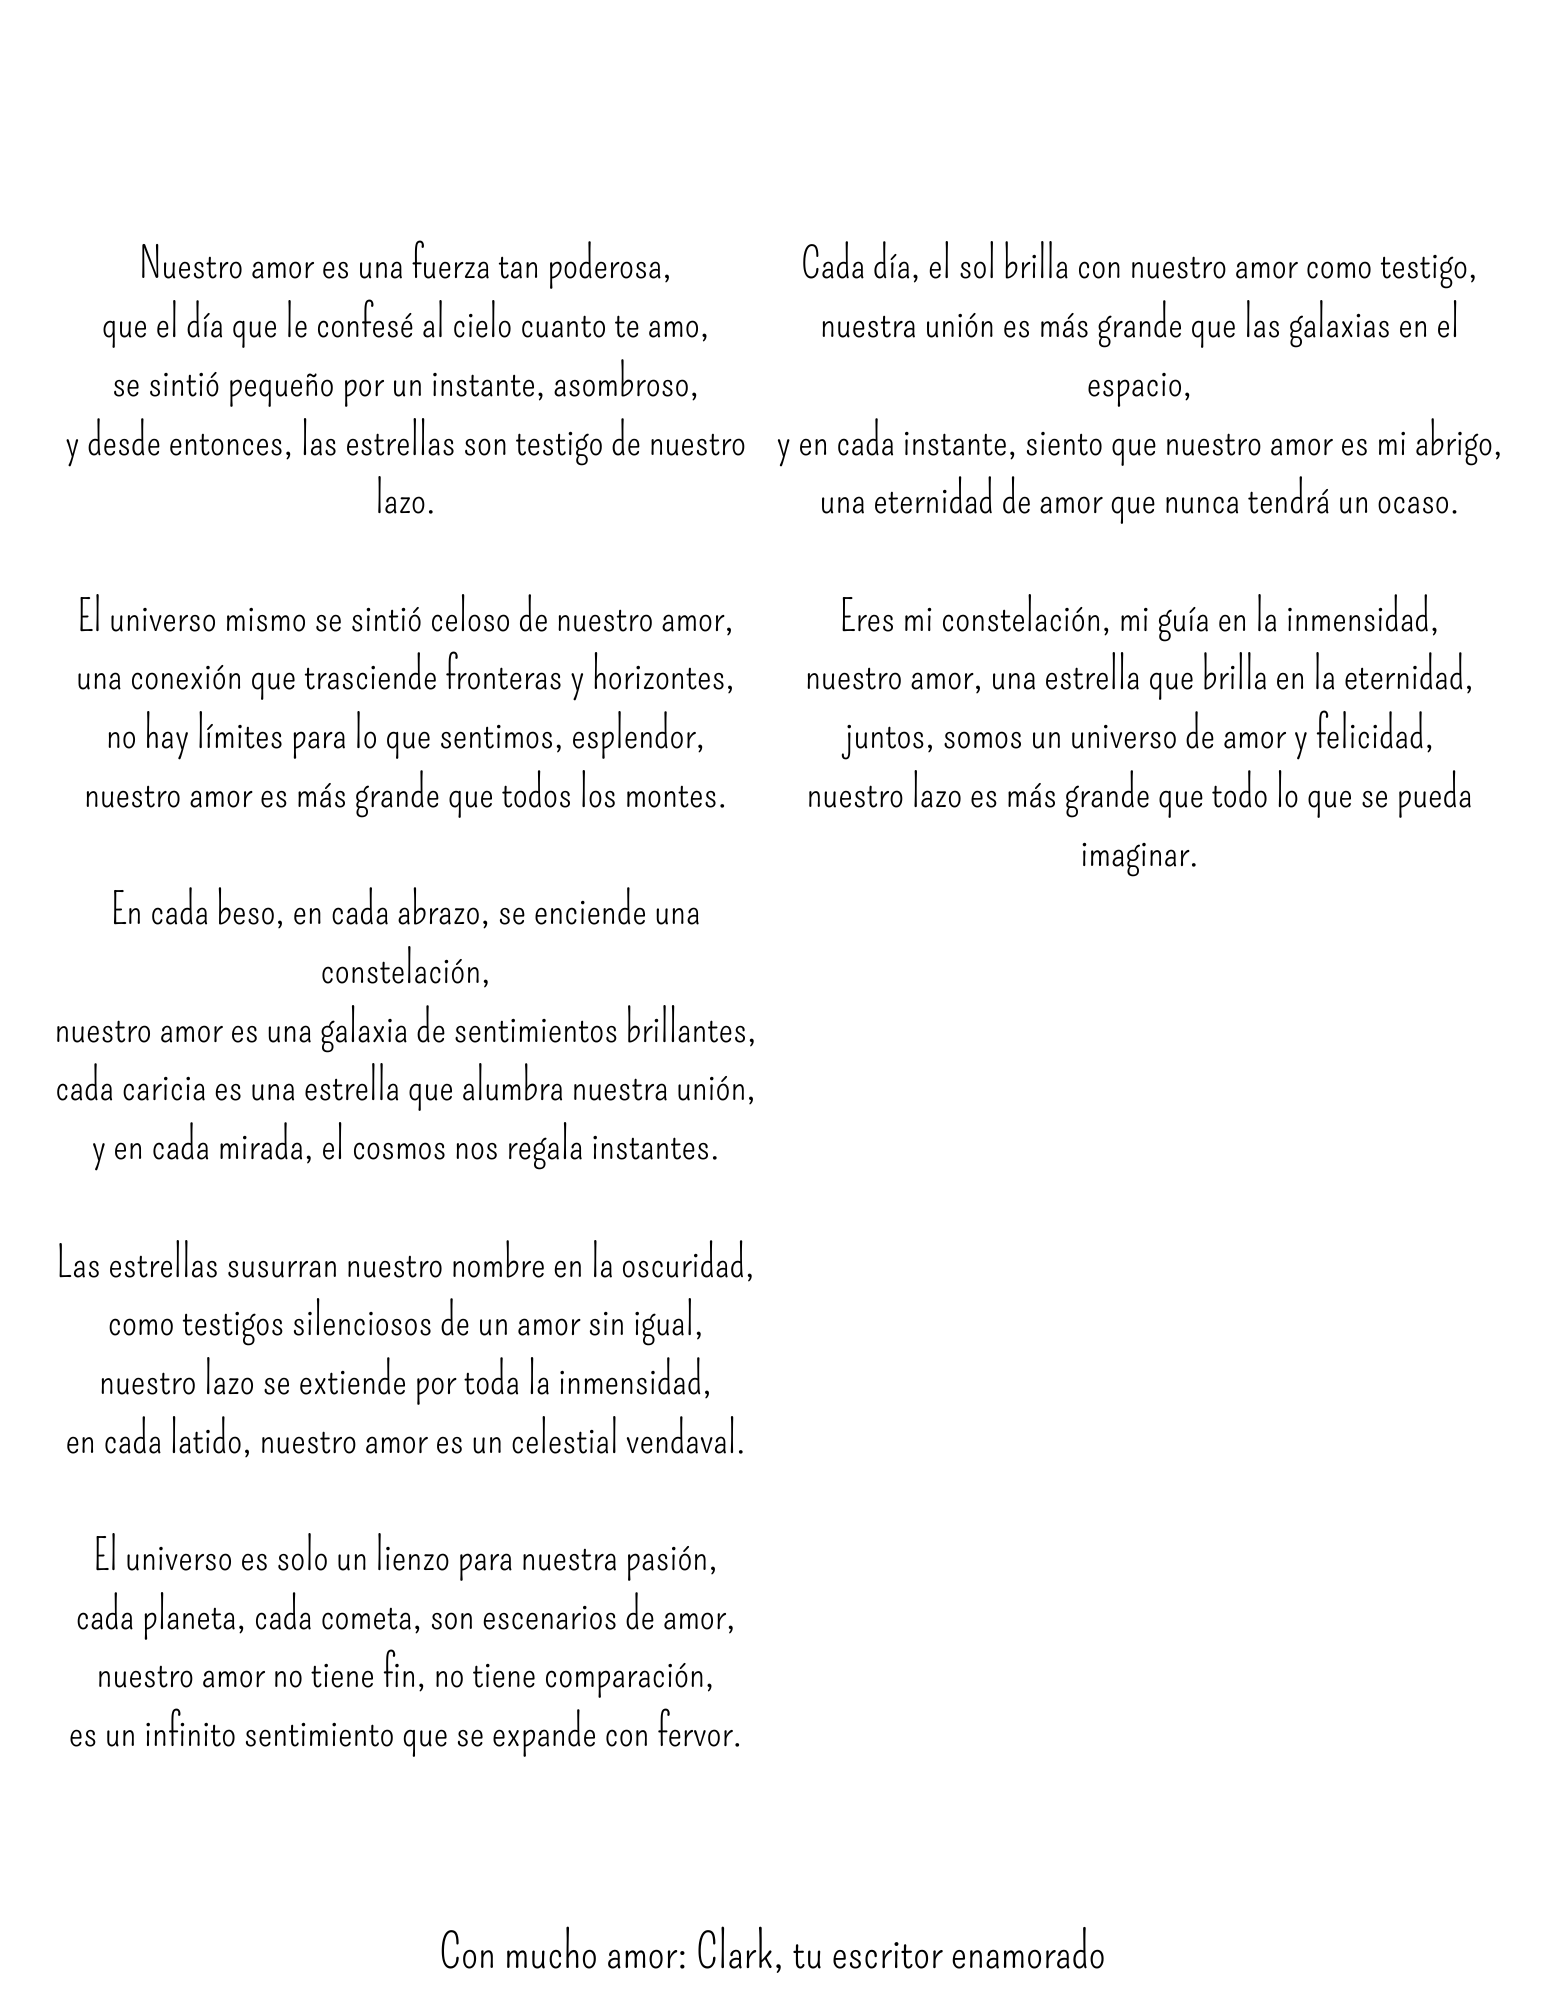 Nuestro amor es una fuerza tan poderosa,
que el día que le confesé al cielo cuanto te amo,
se sintió pequeño por un instante, asombroso,
y desde entonces, las estrellas son testigo de nuestro
lazo.
El universo mismo se sintió celoso de nuestro amor,
una conexión que trasciende fronteras y horizontes,
no hay límites para lo que sentimos, esplendor,
nuestro amor es más grande que todos los montes.
En cada beso, en cada abrazo, se enciende una
constelación,
nuestro amor es una galaxia de sentimientos brillantes,
cada caricia es una estrella que alumbra nuestra unión,
y en cada mirada, el cosmos nos regala instantes.
Las estrellas susurran nuestro nombre en la oscuridad,
como testigos silenciosos de un amor sin igual,
nuestro lazo se extiende por toda la inmensidad,
en cada latido, nuestro amor es un celestial vendaval.
El universo es solo un lienzo para nuestra pasión,
cada planeta, cada cometa, son escenarios de amor,
nuestro amor no tiene fin, no tiene comparación,
es un infinito sentimiento que se expande con fervor.
Cada día, el sol brilla con nuestro amor como testigo,
nuestra unión es más grande que las galaxias en el
espacio,
y en cada instante, siento que nuestro amor es mi abrigo,
una eternidad de amor que nunca tendrá un ocaso.
Eres mi constelación, mi guía en la inmensidad,
nuestro amor, una estrella que brilla en la eternidad,
juntos, somos un universo de amor y felicidad,
nuestro lazo es más grande que todo lo que se pueda
imaginar.
Con mucho amor: Clark, tu escritor enamorado